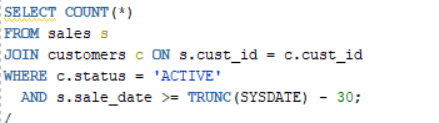 SELECT COUNT(*)
FROM sales s
JOIN customers c ON s.cust_id = c.cust_id
WHERE c.status = 'ACTIVE'
  AND s.sale_date >= TRUNC(SYSDATE) - 30;
/